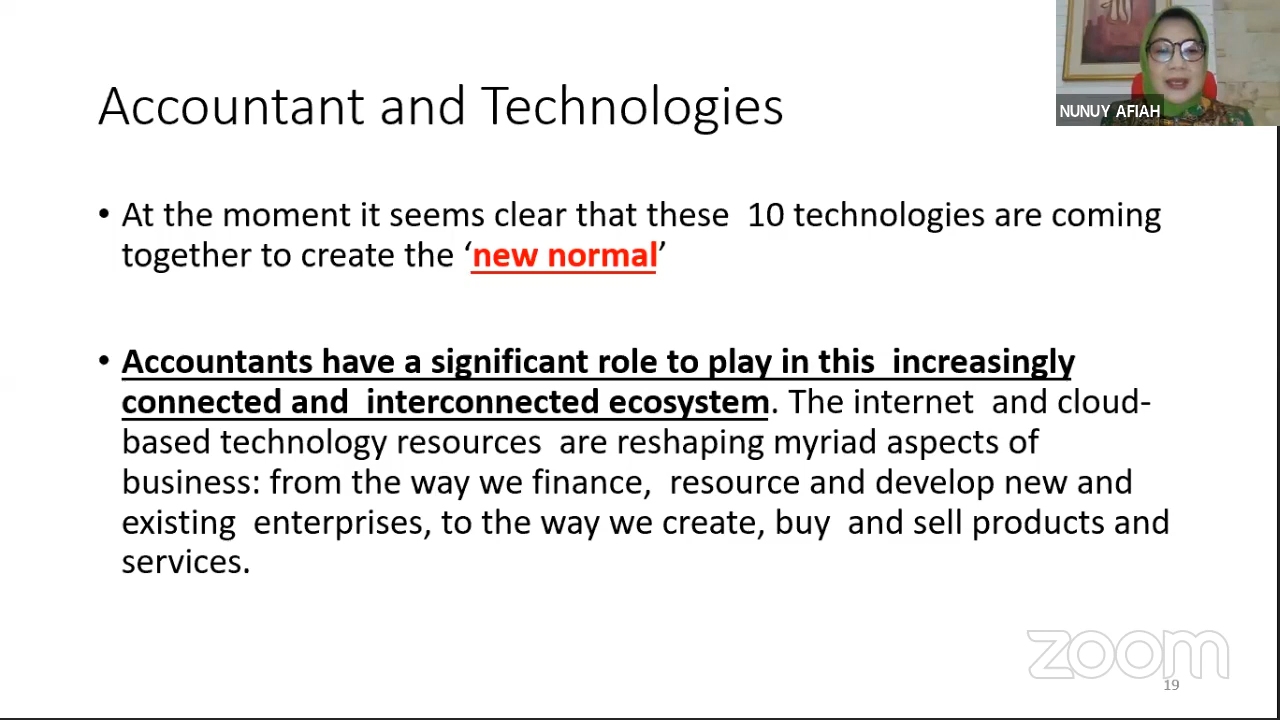 NUNUY AFIAH
Accountant and Technologies
• At the moment it seems clear that these  10 technologies are coming
together to create the ‘new normal’
• Accountants have a significant role to play in this  increasingly
connected and  interconnected ecosystem. The internet  and cloud-
based technology resources  are reshaping myriad aspects of
business: from the way we finance,  resource and develop new and
existing  enterprises, to the way we create, buy  and sell products and
services.
zoom
19